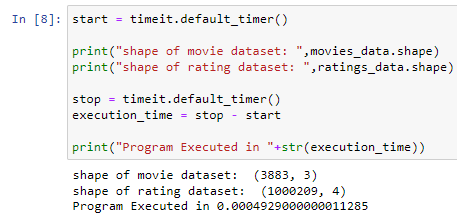 In [8]: start = timeit.default_timer()
print("shape of movie dataset: ",movies_data.shape)
print("shape of rating dataset: ",ratings_data.shape)
stop = timeit.default_timer()
execution_time = stop - start
print("Program Executed in "+str(execution_time))
shape of movie dataset:  (3883, 3)
shape of rating dataset:  (1000209, 4)
Program Executed in 0.0004929000000011285